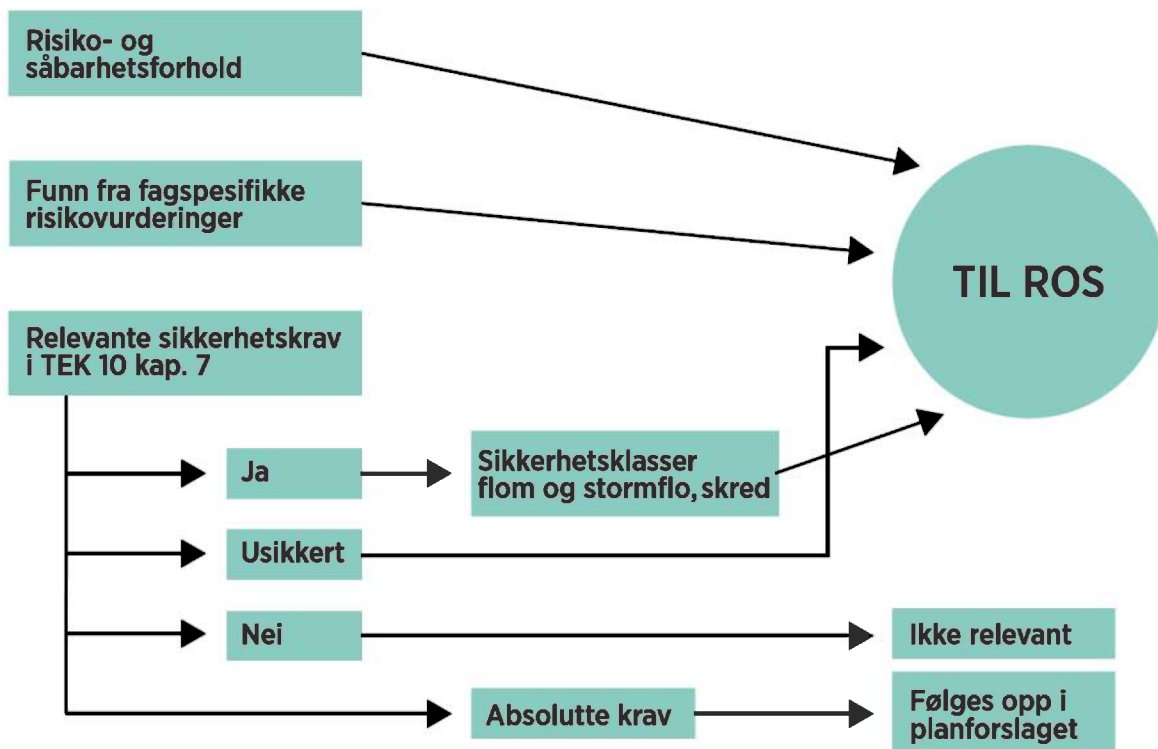 Risiko- og
såbarhetsforhold
Funn fra fagspesifikke
risikovurderinger
TIL ROS
Relevante sikkerhetskrav
i TEK 10 kap. 7
Ja
Sikkerhetsklasser
flom og stormflo, skred
Usikkert
Nei
Ikke relevant
Absolutte krav
Følges opp i
planforslaget